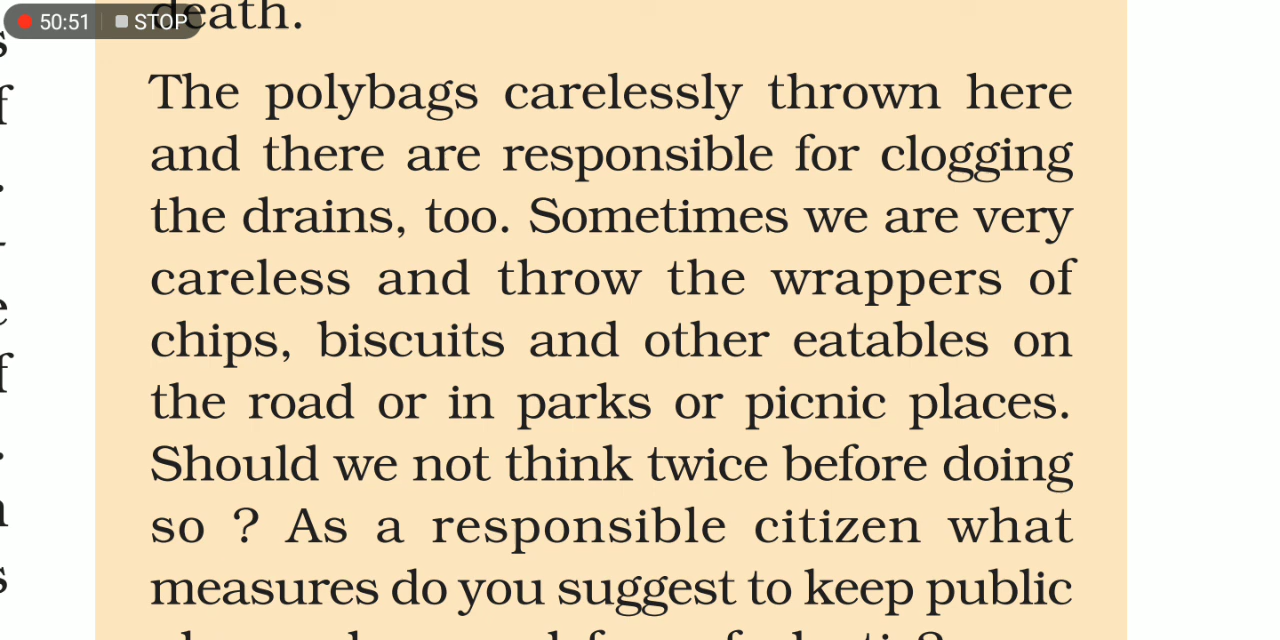 50:51 STOP
death.
The polybags carelessly thrown here
and there are responsible for clogging
the drains, too. Sometimes we are very
careless and throw the wrappers of
chips, biscuits and other eatables on
the road or in parks or picnic places.
Should we not think twice before doing
so ? As a responsible citizen what
measures do you suggest to keep public